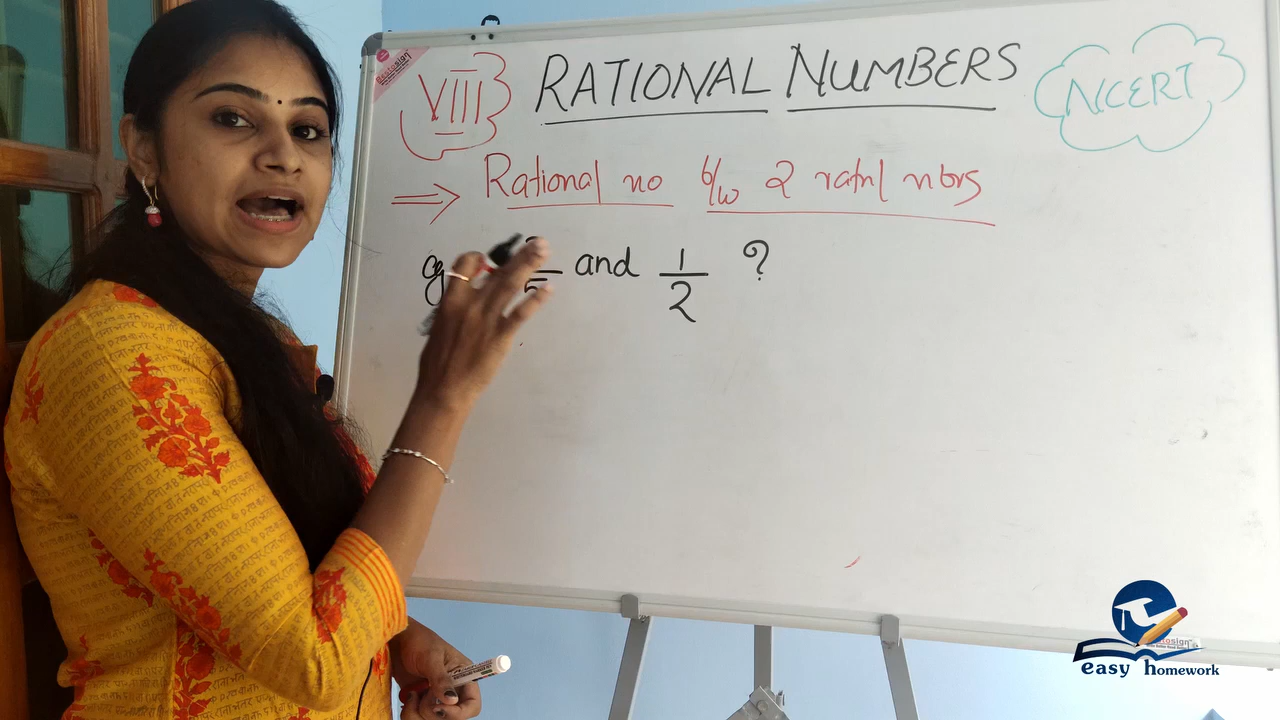 VIII RATIONAL NUMBERS NCERT
⇒ Rational no b/w 2 ratnl nbrs
eg and 1/2 ?
easy homework